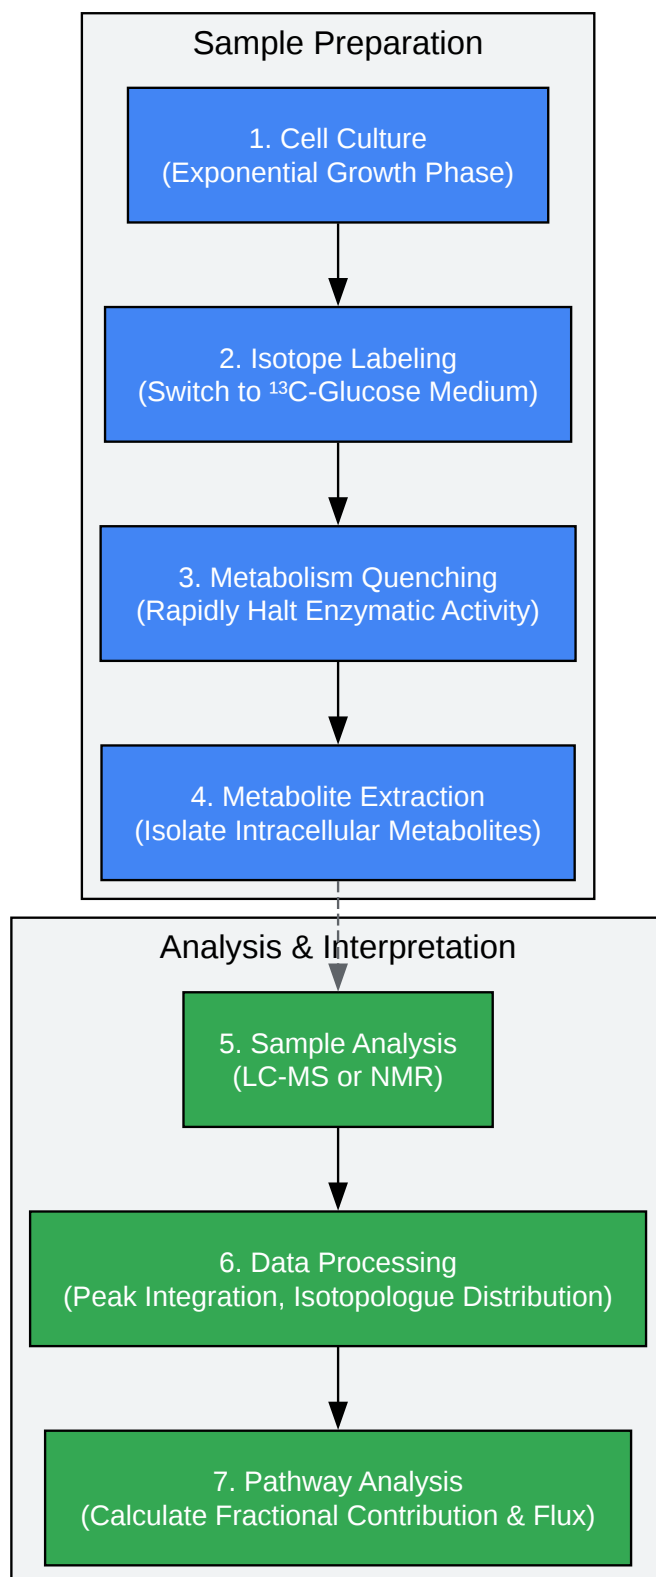 Sample Preparation
1. Cell Culture
(Exponential Growth Phase)
2. Isotope Labeling
(Switch to ¹³C-Glucose Medium)
3. Metabolism Quenching
(Rapidly Halt Enzymatic Activity)
4. Metabolite Extraction
(Isolate Intracellular Metabolites)
Analysis & Interpretation
5. Sample Analysis
(LC-MS or NMR)
6. Data Processing
(Peak Integration, Isotopologue Distribution)
7. Pathway Analysis
(Calculate Fractional Contribution & Flux)